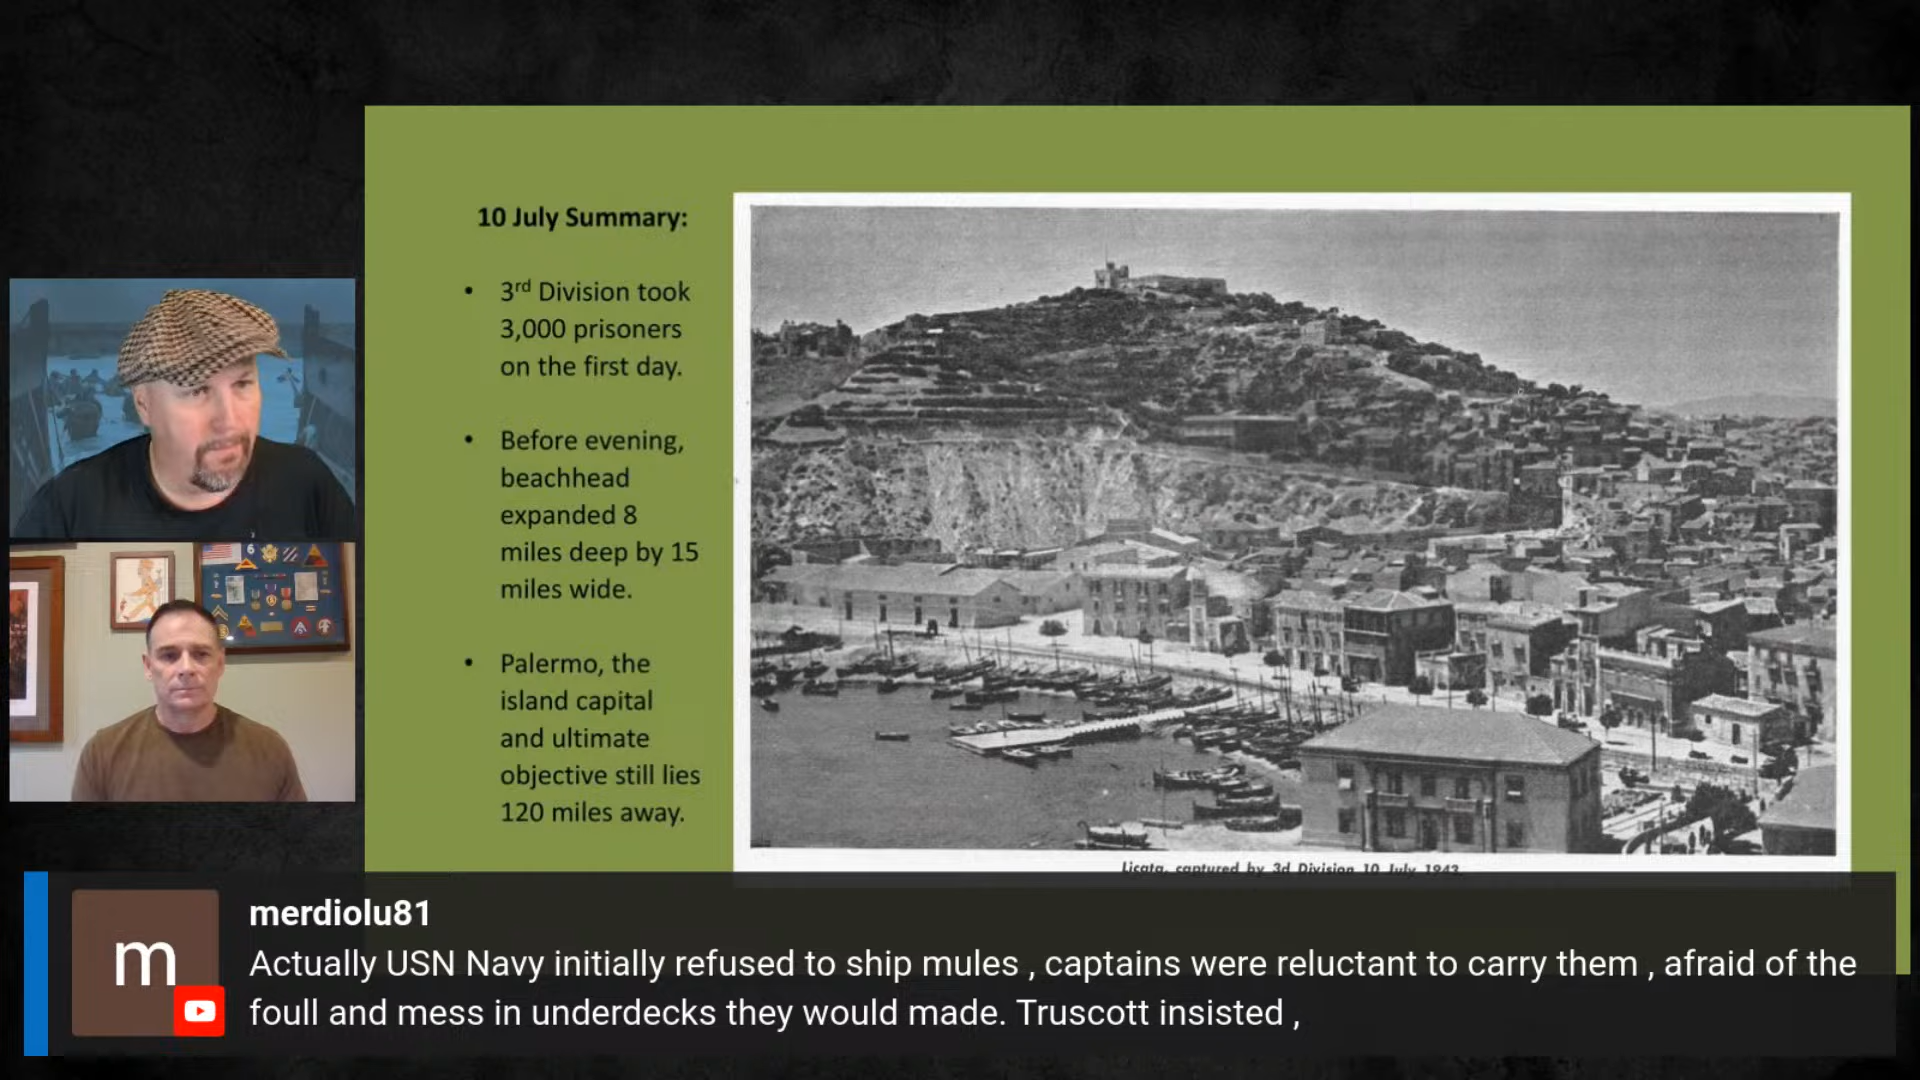 10 July Summary:
• 3rd Division took
3,000 prisoners
on the first day.
• Before evening,
beachhead
expanded 8
miles deep by 15
miles wide.
• Palermo, the
island capital
and ultimate
objective still lies
120 miles away.
Licata, captured by 3d Division 10 July 1943.
m
merdiolu81
Actually USN Navy initially refused to ship mules , captains were reluctant to carry them , afraid of the
foull and mess in underdecks they would made. Truscott insisted ,